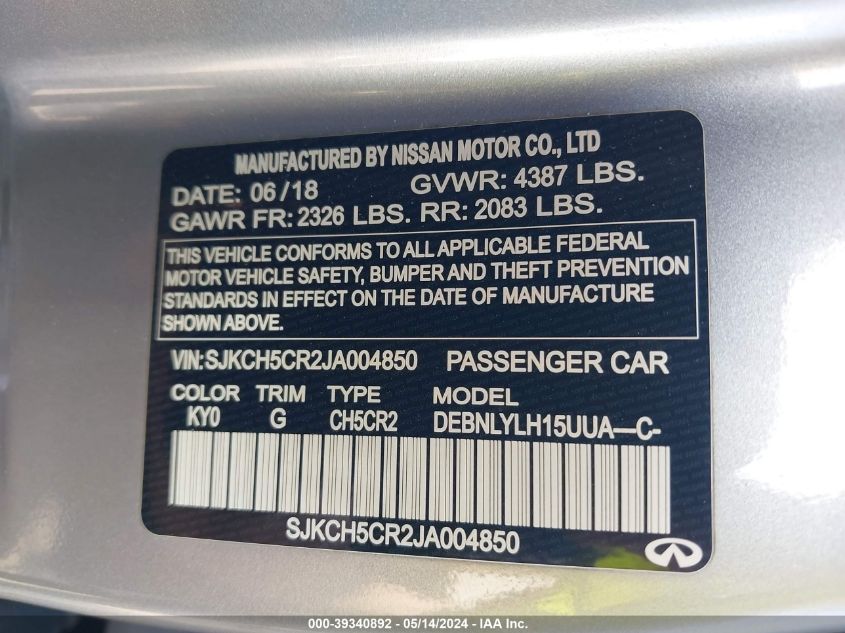 MANUFACTURED BY NISSAN MOTOR CO., LTD
DATE: 06/18 GVWR: 4387 LBS.
GAWR FR: 2326 LBS. RR: 2083 LBS.
THIS VEHICLE CONFORMS TO ALL APPLICABLE FEDERAL
MOTOR VEHICLE SAFETY, BUMPER AND THEFT PREVENTION
STANDARDS IN EFFECT ON THE DATE OF MANUFACTURE
SHOWN ABOVE.
VIN:SJKCH5CR2JA004850 PASSENGER CAR
COLOR TRIM TYPE MODEL
KY0 G CH5CR2 DEBNLYLH15UUA—C-
SJKCH5CR2JA004850
000-39340892 - 05/14/2024 - STK-------527